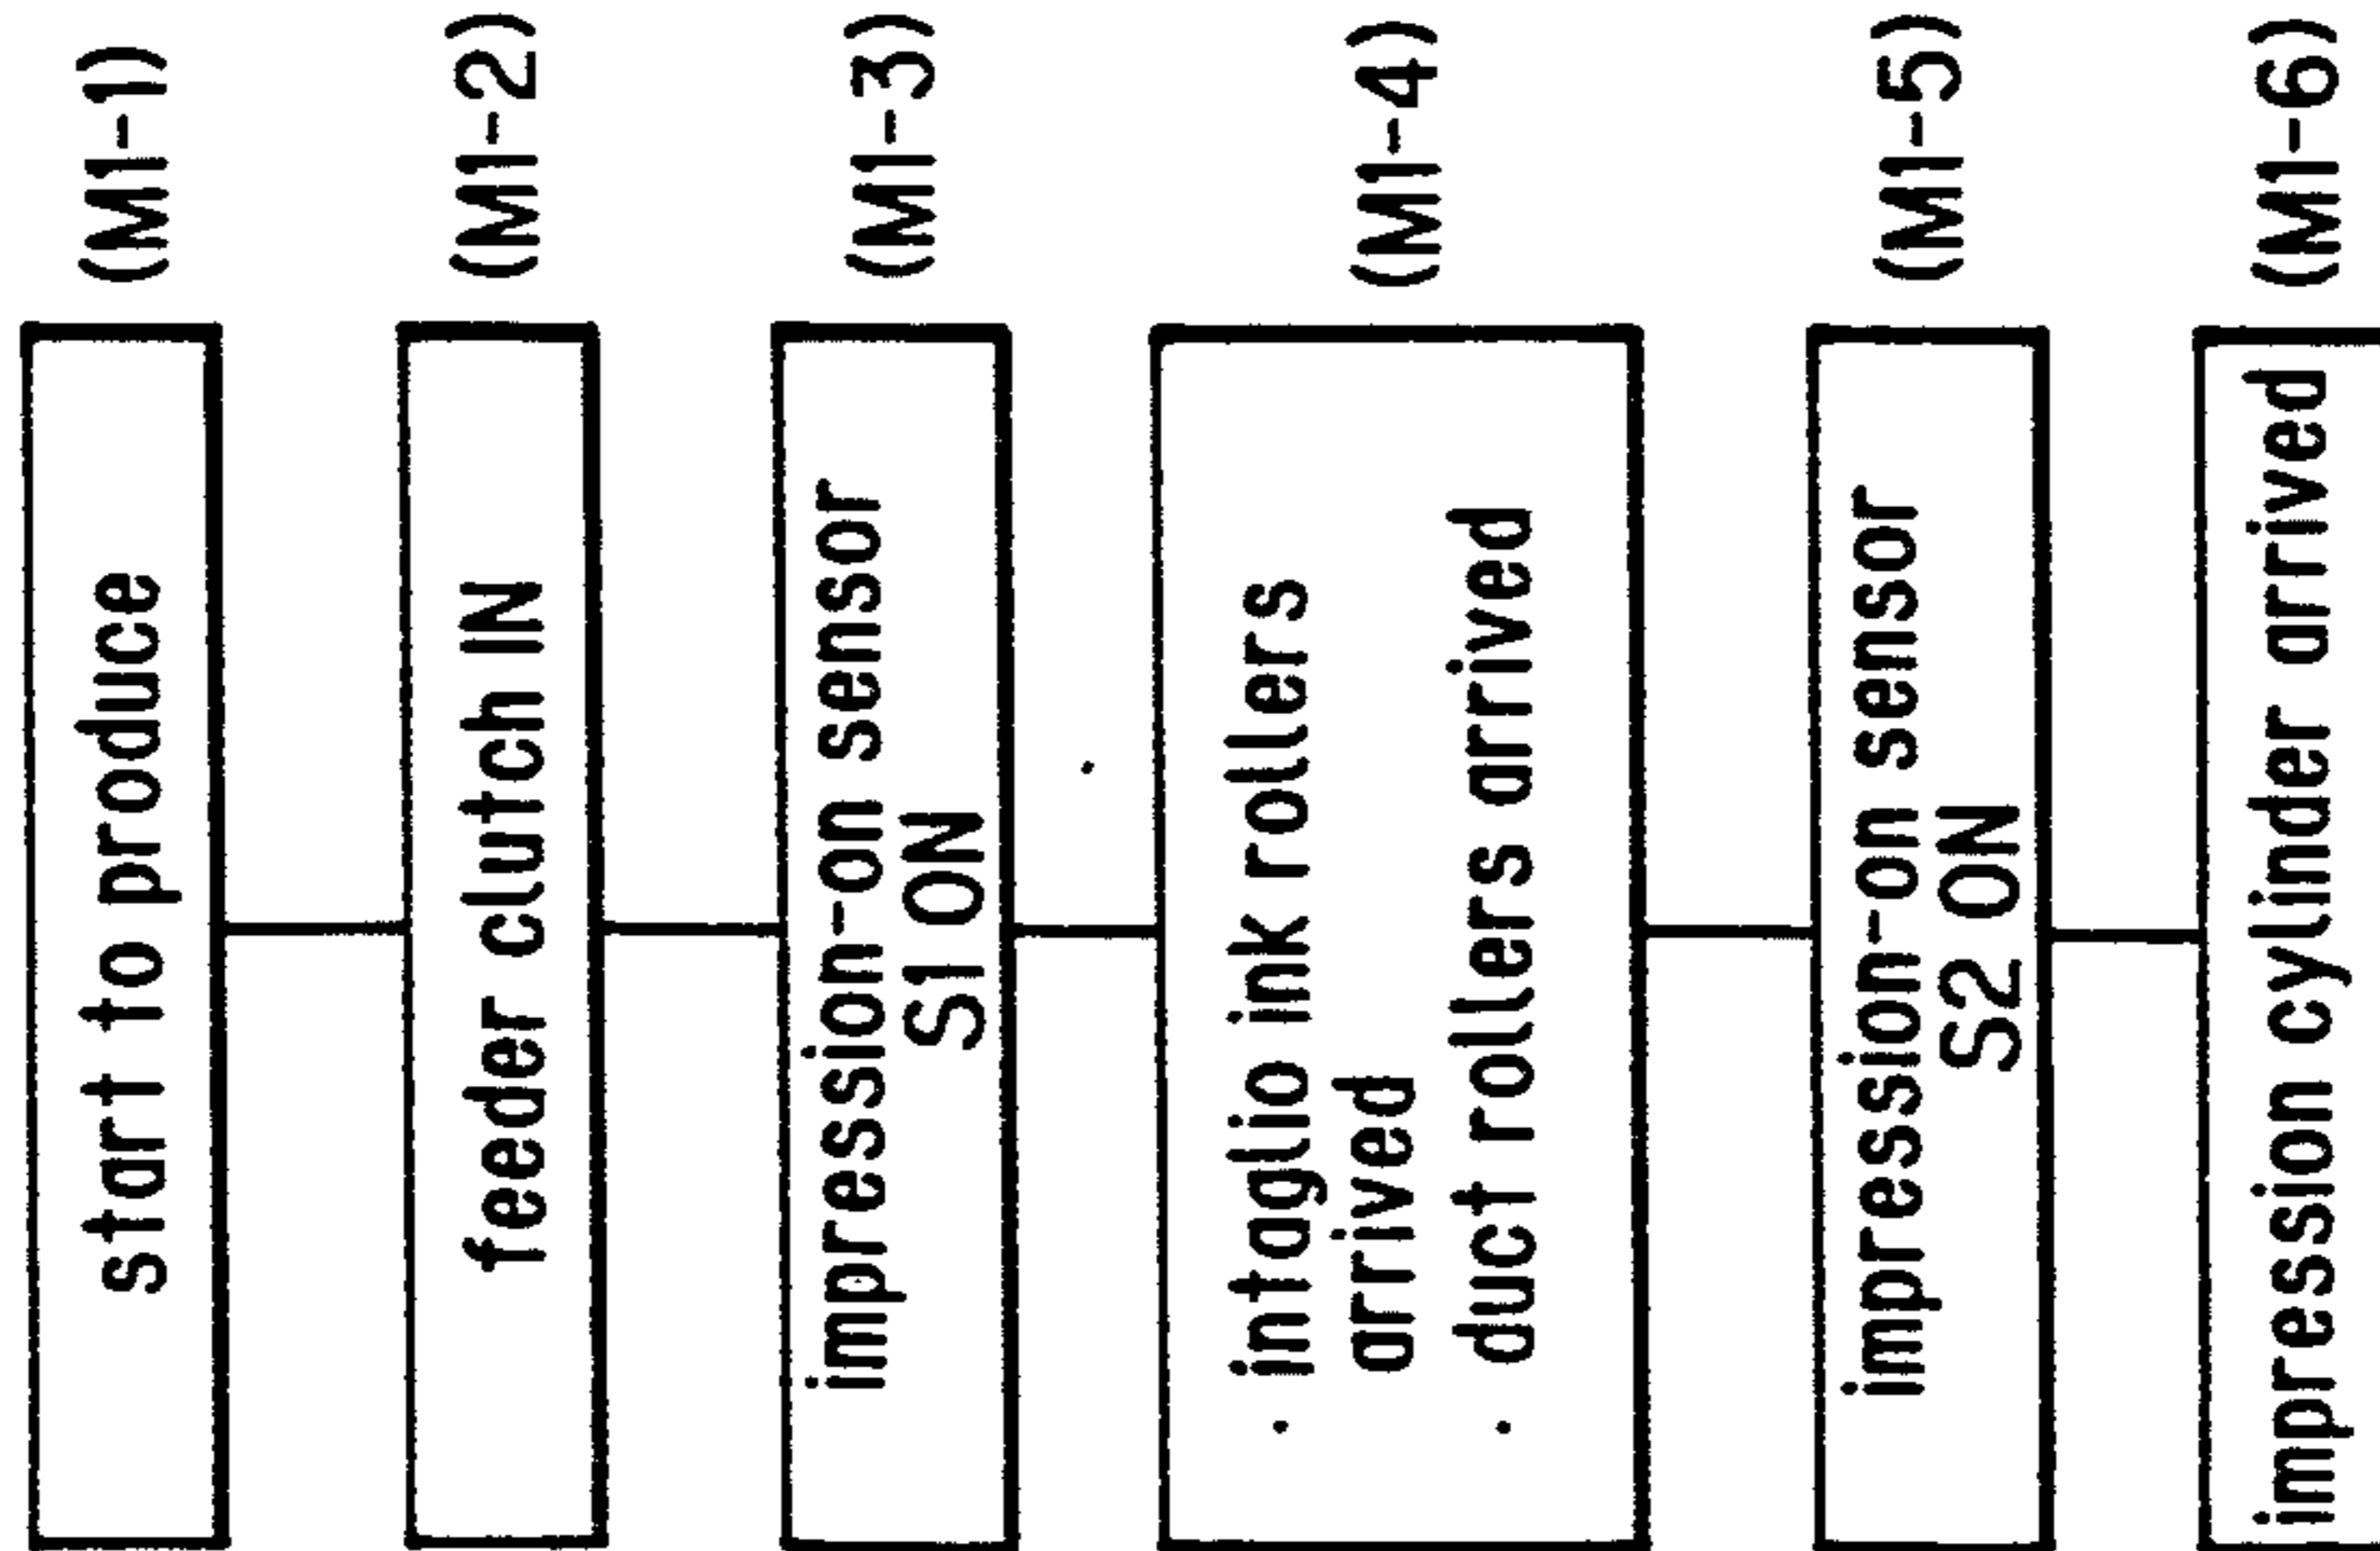 start to produce
(M1-1)
feeder clutch IN
(M1-2)
impression-on sensor
S1 ON
(M1-3)
· intaglio ink rollers
arrived
· duct rollers arrived
(M1-4)
impression-on sensor
S2 ON
(M1-5)
impression cylinder arrived
(M1-6)